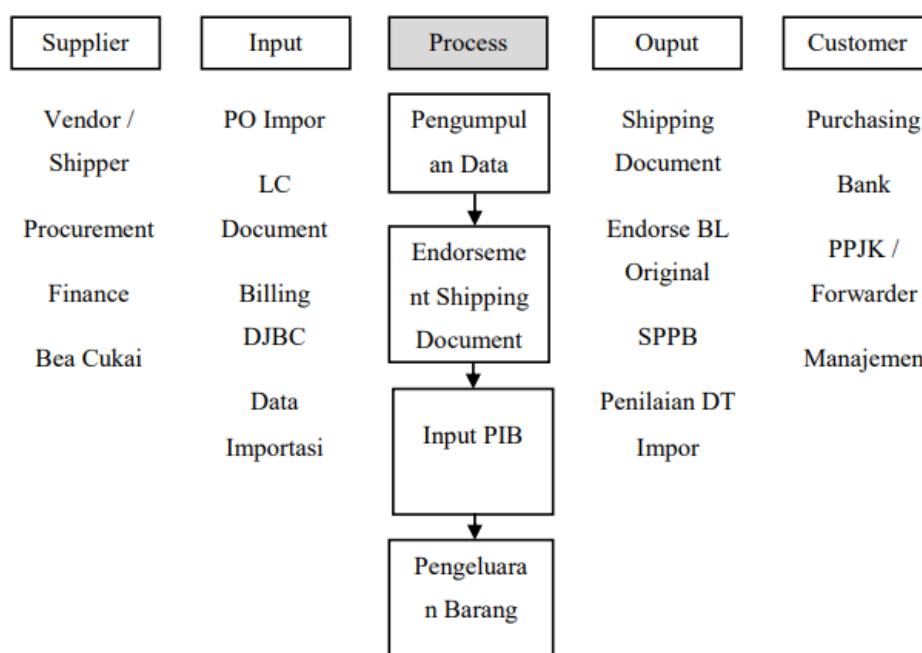 Supplier
Input
Process
Ouput
Customer
Vendor /
Shipper
Procurement
Finance
Bea Cukai
PO Impor
LC
Document
Billing
DJBC
Data
Importasi
Pengumpul
an Data
Endorseme
nt Shipping
Document
Input PIB
Pengeluara
n Barang
Shipping
Document
Endorse BL
Original
SPPB
Penilaian DT
Impor
Purchasing
Bank
PPJK /
Forwarder
Manajemen